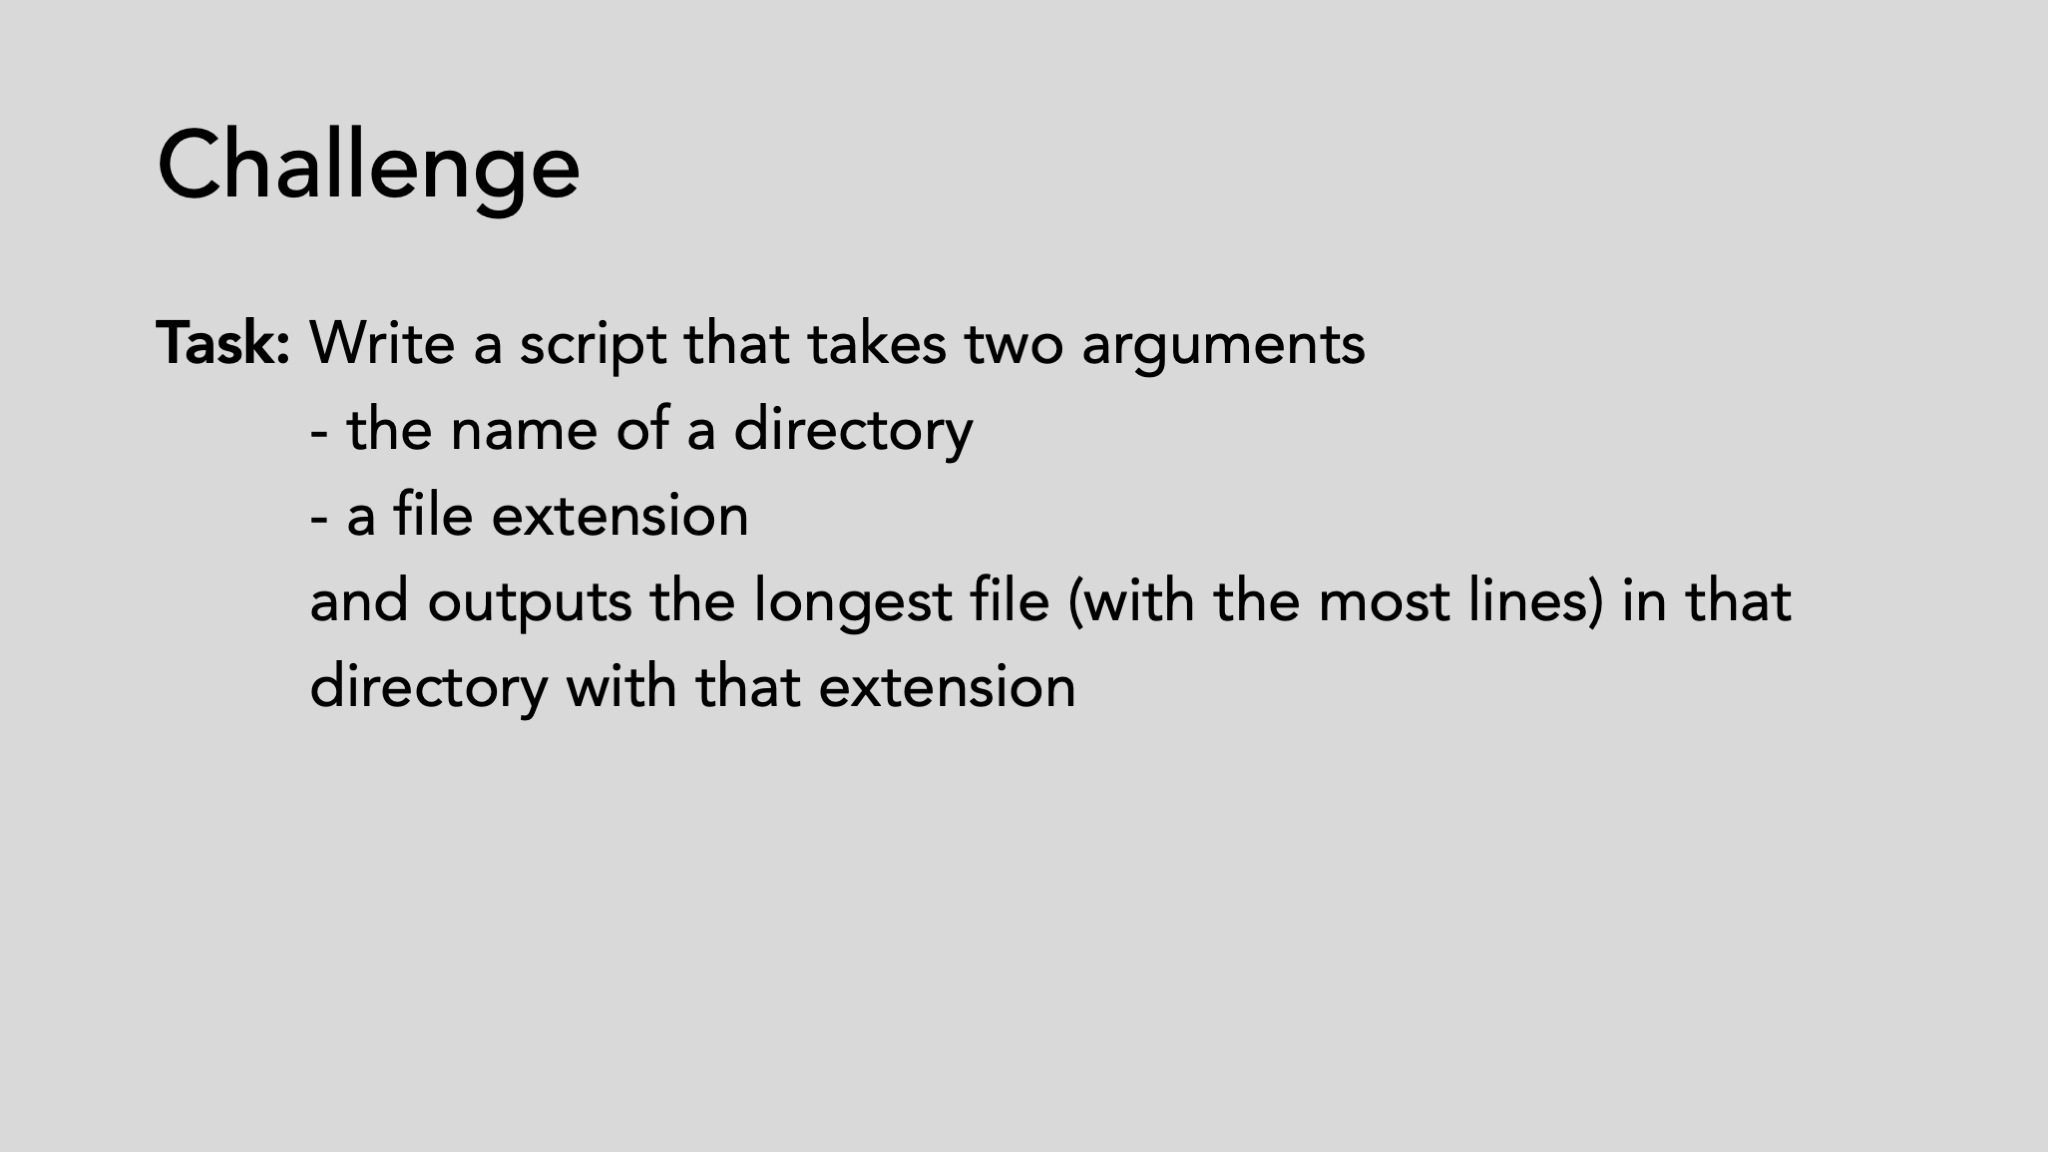 Challenge
Task: Write a script that takes two arguments
- the name of a directory
- a file extension
and outputs the longest file (with the most lines) in that
directory with that extension